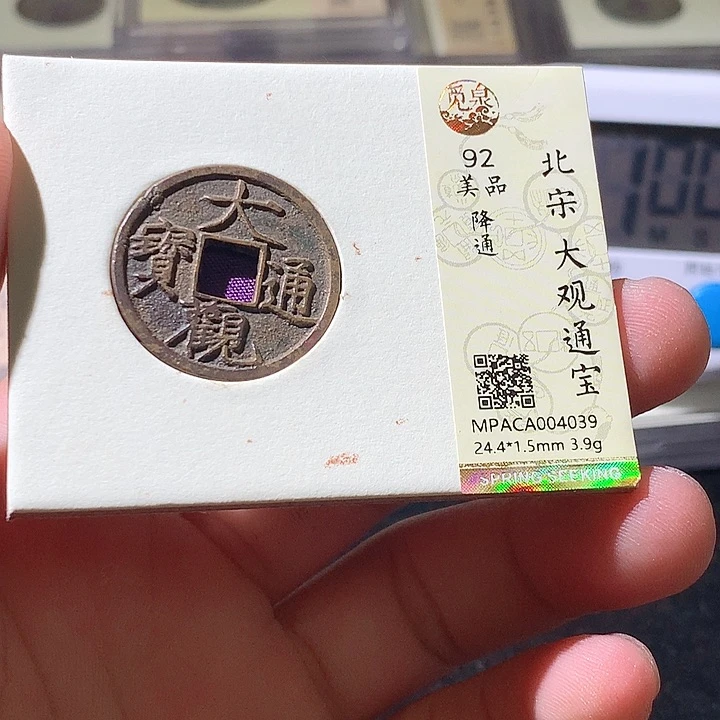 大
觀
通
寶
觅泉
92
美品
降通
北宋大观通宝
MPACA004039
24.4*1.5mm 3.9g
SPRING SEEKING